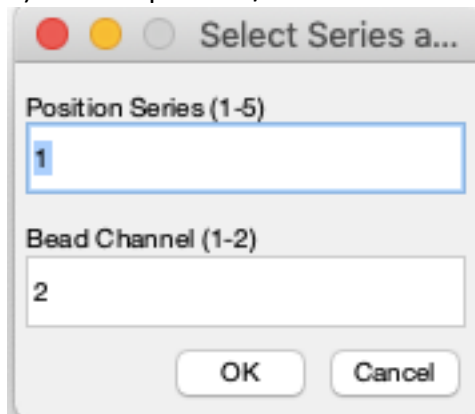 Select Series a...
Position Series (1-5)
1
Bead Channel (1-2)
2
OK Cancel